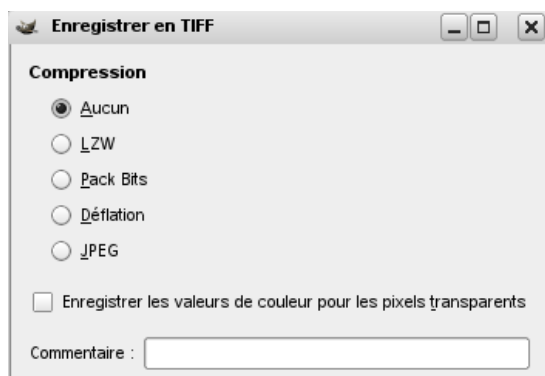 Enregistrer en TIFF
Compression
Aucun
LZW
Pack Bits
Déflation
JPEG
Enregistrer les valeurs de couleur pour les pixels transparents
Commentaire :